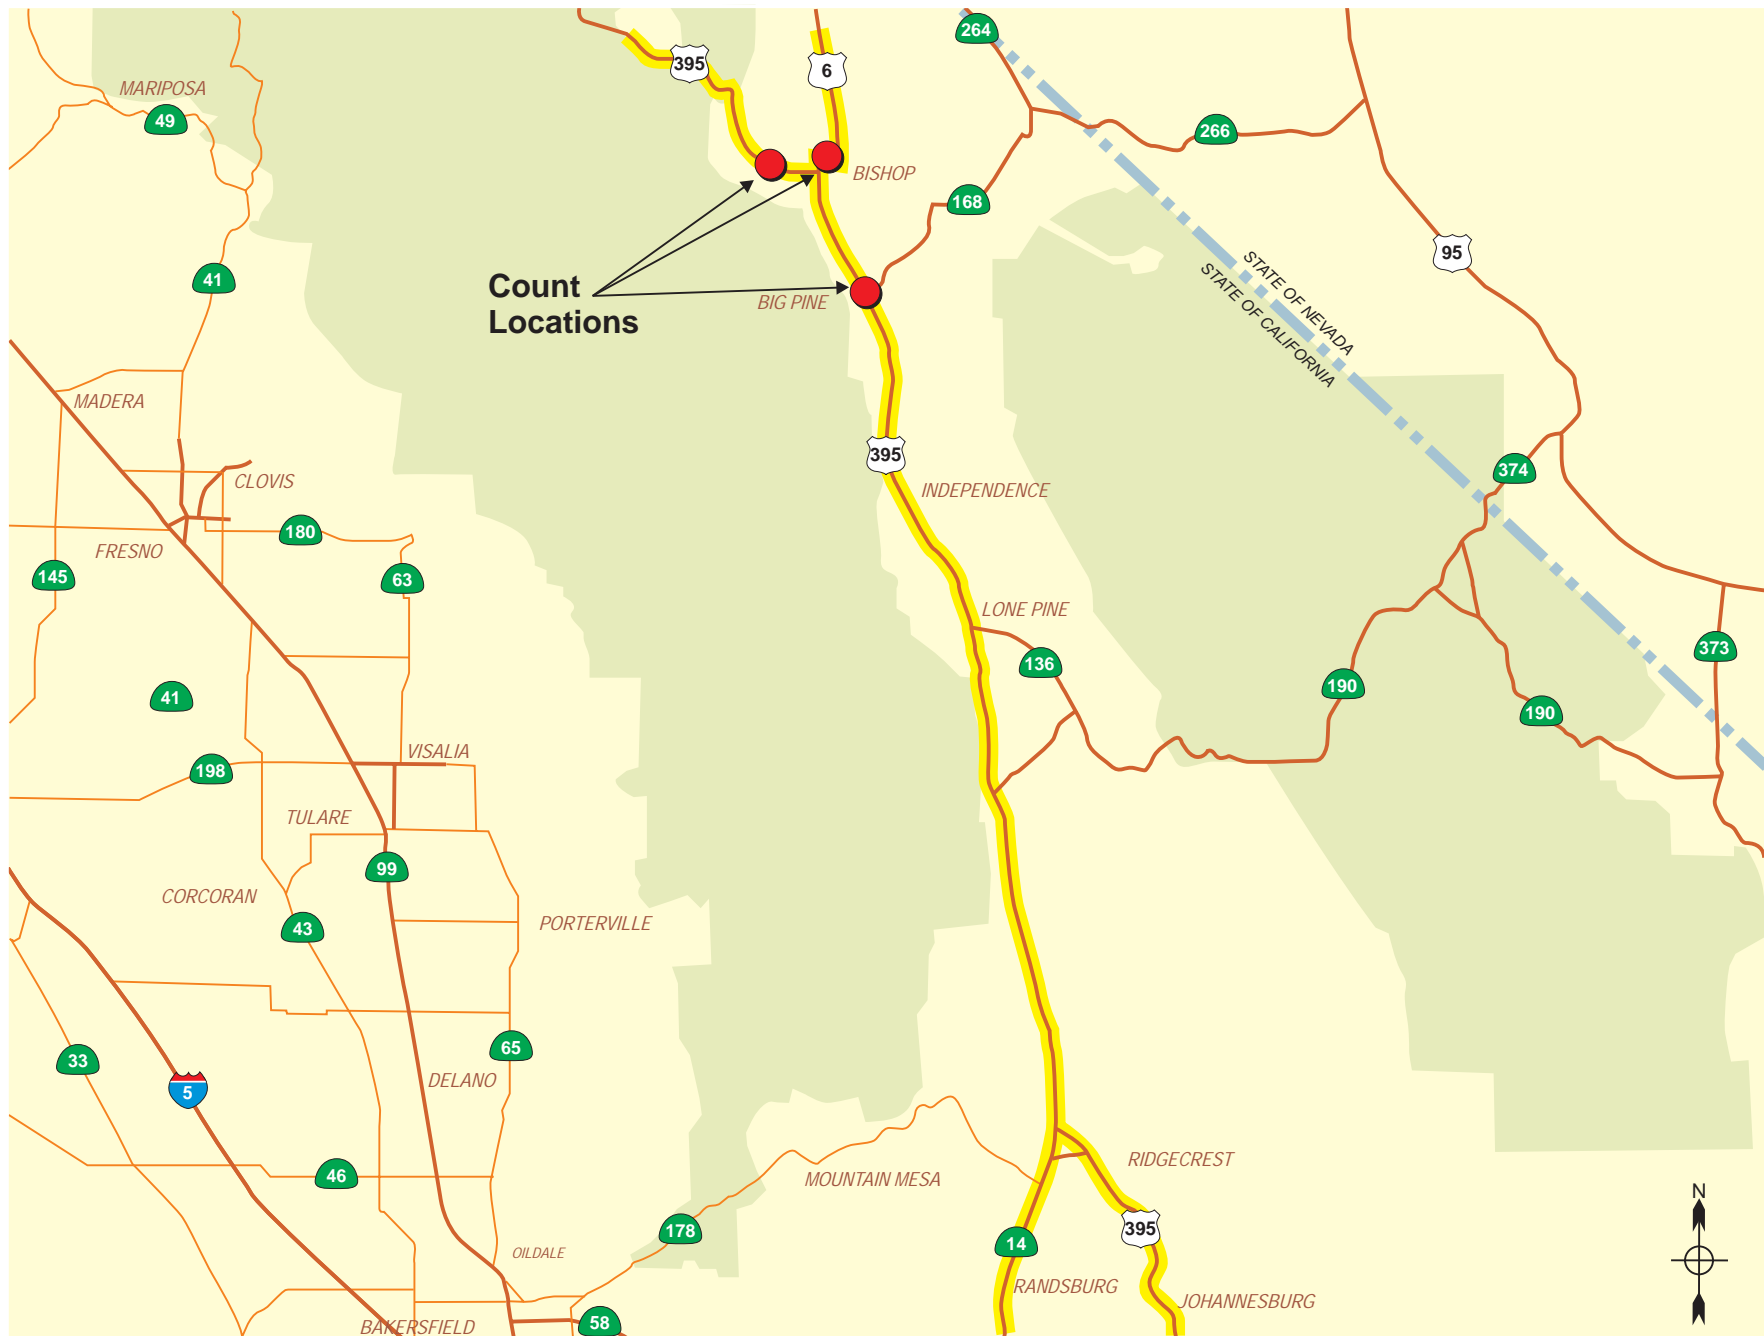 264
395
6
MARIPOSA
49
266
BISHOP
168
95
41
STATE OF NEVADA
STATE OF CALIFORNIA
Count
Locations
BIG PINE
MADERA
395
374
CLOVIS
INDEPENDENCE
180
FRESNO
145
63
LONE PINE
136
373
41
190
190
VISALIA
198
TULARE
99
CORCORAN
43
PORTERVILLE
65
33
DELANO
5
RIDGECREST
46
MOUNTAIN MESA
N
178
395
14
OILDALE
RANDSBURG
JOHANNESBURG
58
BAKERSFIELD